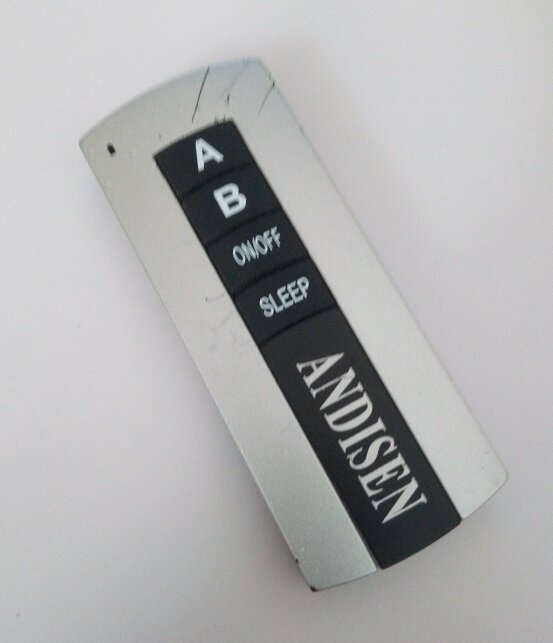 A
B
ON/OFF
SLEEP
ANDISEN